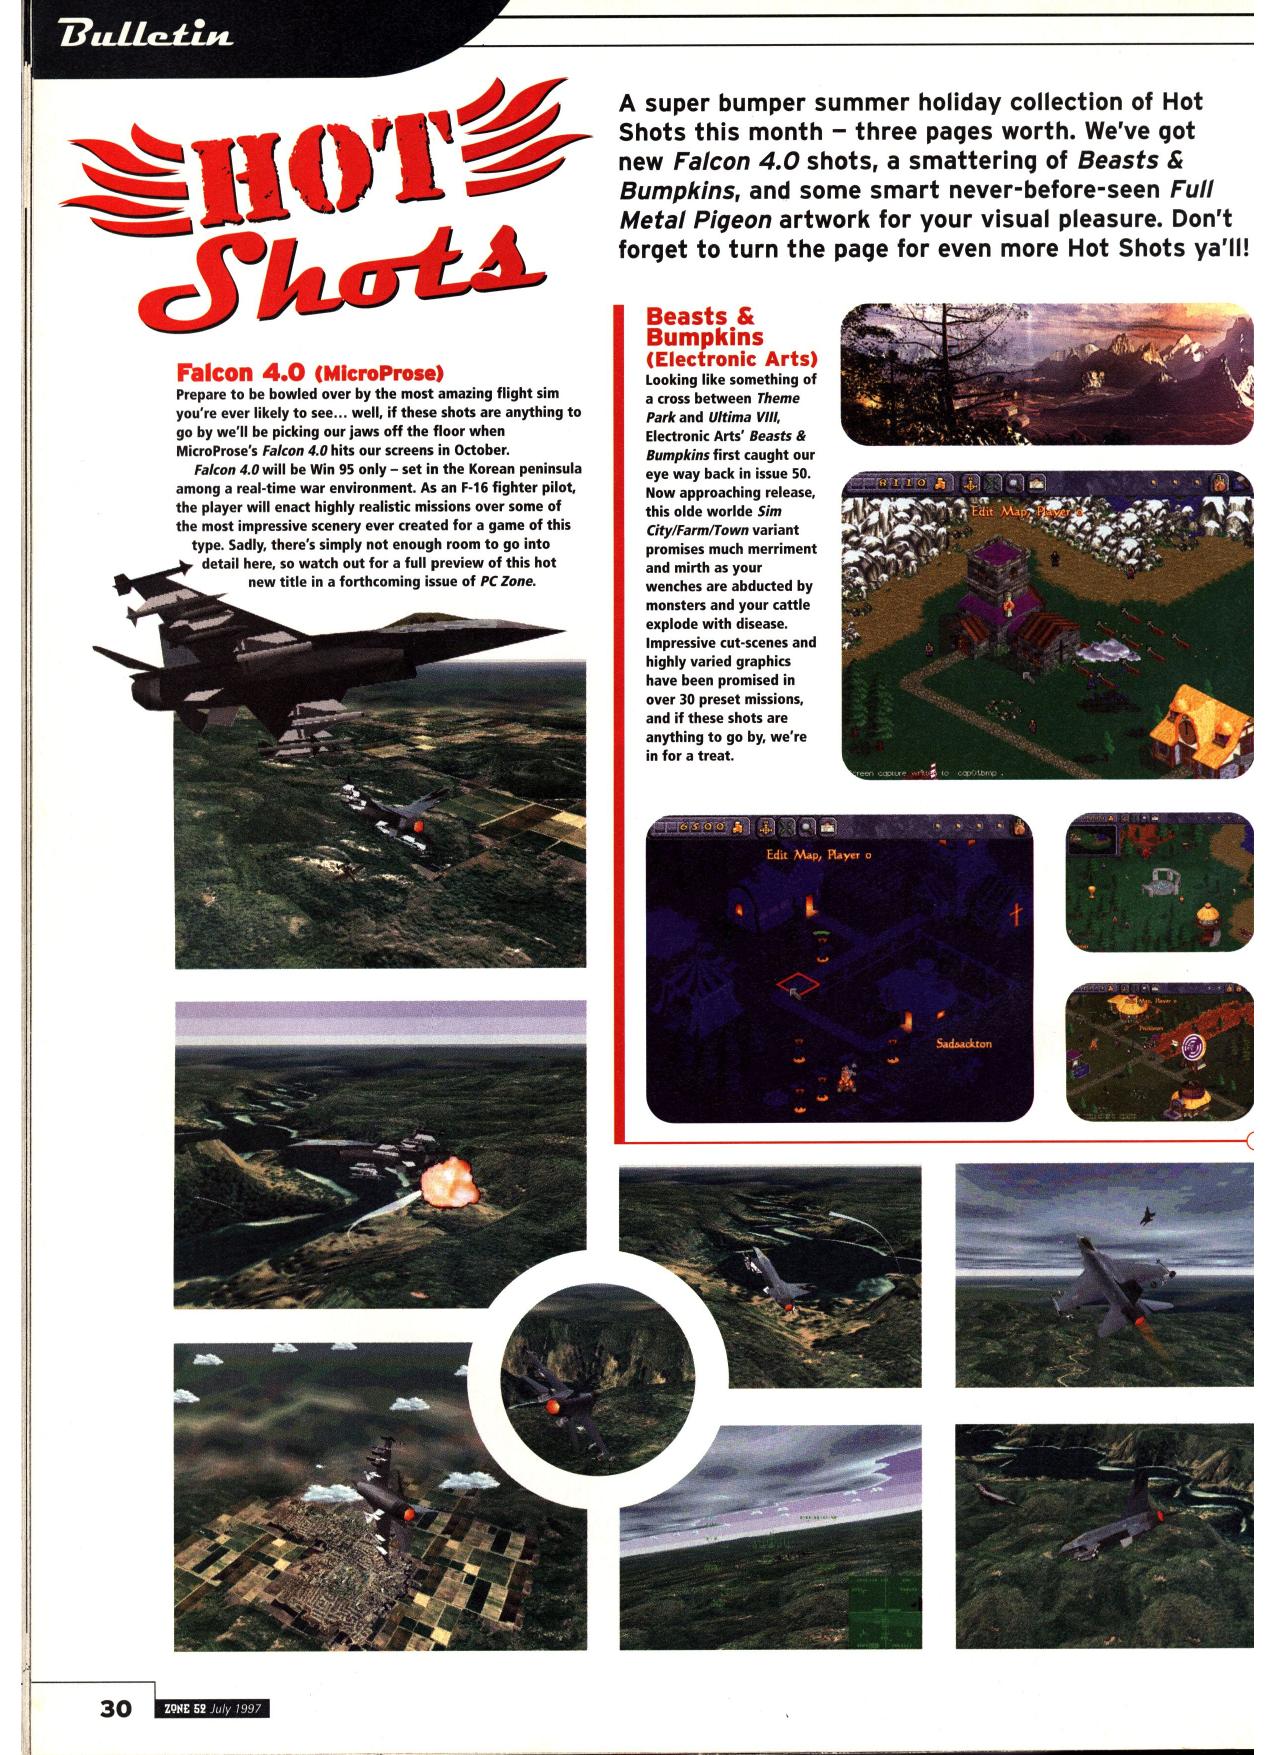 Bulletin
HOT
Shots
A super bumper summer holiday collection of Hot
Shots this month – three pages worth. We've got
new Falcon 4.0 shots, a smattering of Beasts &
Bumpkins, and some smart never-before-seen Full
Metal Pigeon artwork for your visual pleasure. Don't
forget to turn the page for even more Hot Shots ya'll!
Falcon 4.0 (MicroProse)
Prepare to be bowled over by the most amazing flight sim
you're ever likely to see... well, if these shots are anything to
go by we'll be picking our jaws off the floor when
MicroProse's Falcon 4.0 hits our screens in October.
Falcon 4.0 will be Win 95 only – set in the Korean peninsula
among a real-time war environment. As an F-16 fighter pilot,
the player will enact highly realistic missions over some of
the most impressive scenery ever created for a game of this
type. Sadly, there's simply not enough room to go into
detail here, so watch out for a full preview of this hot
new title in a forthcoming issue of PC Zone.
Beasts &
Bumpkins
(Electronic Arts)
Looking like something of
a cross between Theme
Park and Ultima VIII,
Electronic Arts' Beasts &
Bumpkins first caught our
eye way back in issue 50.
Now approaching release,
this olde worlde Sim
City/Farm/Town variant
promises much merriment
and mirth as your
wenches are abducted by
monsters and your cattle
explode with disease.
Impressive cut-scenes and
highly varied graphics
have been promised in
over 30 preset missions,
and if these shots are
anything to go by, we're
in for a treat.
8110
Edit Map, Player 0
reen capture written to cap01.bmp .
6500
Edit Map, Player 0
Sadsackton
Map, Player 0
30
ZONE 52 July 1997